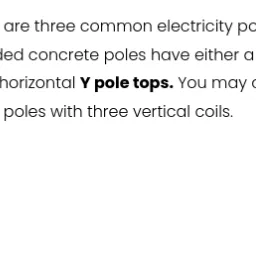 are three common electricity po
ded concrete poles have either a
horizontal Y pole tops. You may
poles with three vertical coils.